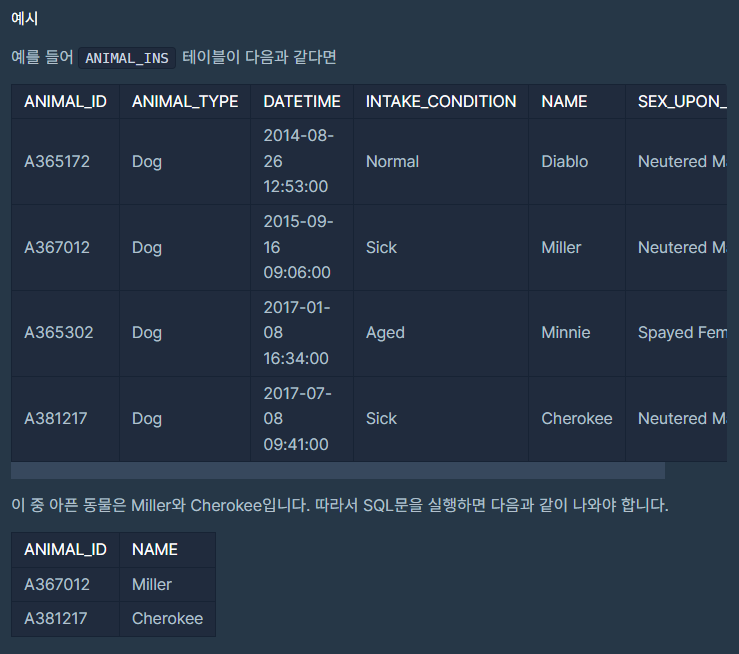 예시
예를 들어 ANIMAL_INS 테이블이 다음과 같다면
ANIMAL_ID ANIMAL_TYPE DATETIME INTAKE_CONDITION NAME SEX_UPON_
A365172 Dog 2014-08-26 12:53:00 Normal Diablo Neutered Ma
A367012 Dog 2015-09-16 09:06:00 Sick Miller Neutered Ma
A365302 Dog 2017-01-08 16:34:00 Aged Minnie Spayed Fem
A381217 Dog 2017-07-08 09:41:00 Sick Cherokee Neutered Ma
이 중 아픈 동물은 Miller와 Cherokee입니다. 따라서 SQL문을 실행하면 다음과 같이 나와야 합니다.
ANIMAL_ID NAME
A367012 Miller
A381217 Cherokee